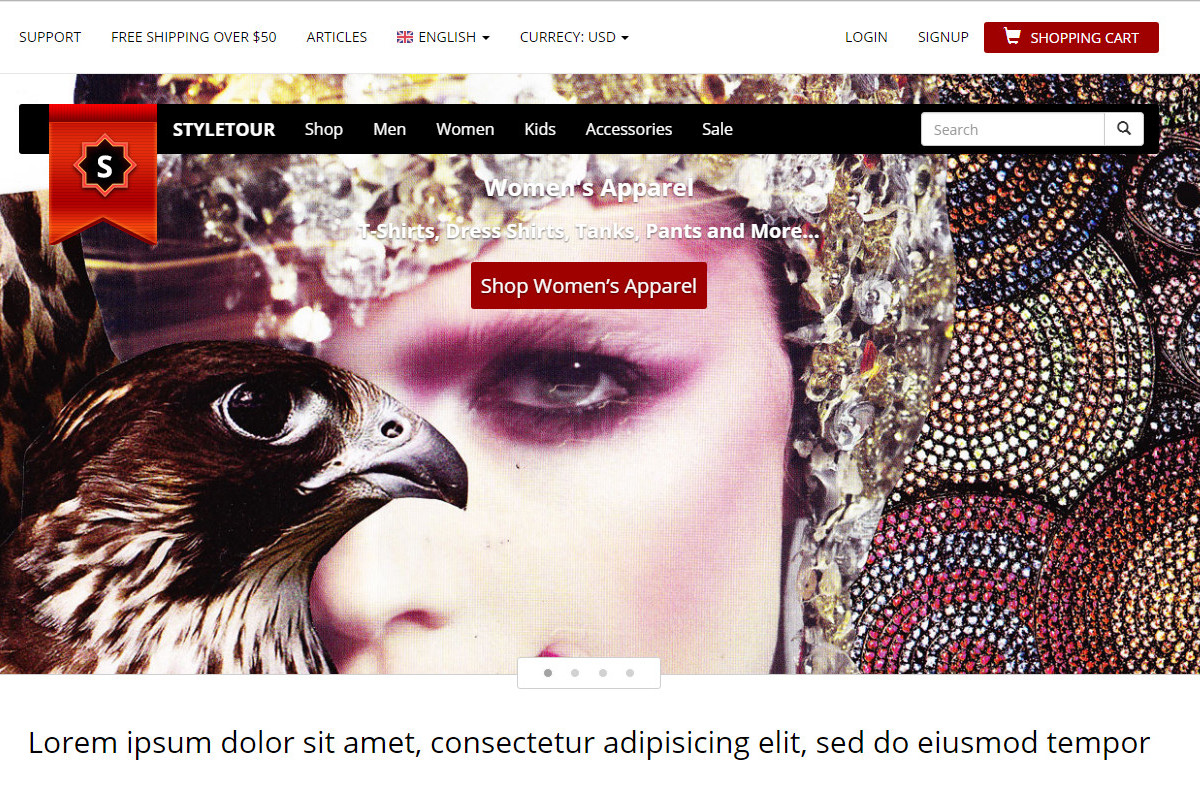 SUPPORT FREE SHIPPING OVER $50 ARTICLES ENGLISH CURRECY: USD LOGIN SIGNUP SHOPPING CART
S STYLETOUR Shop Men Women Kids Accessories Sale Search
Women's Apparel
T-Shirts, Dress Shirts, Tanks, Pants and More...
Shop Women's Apparel
Lorem ipsum dolor sit amet, consectetur adipisicing elit, sed do eiusmod tempor